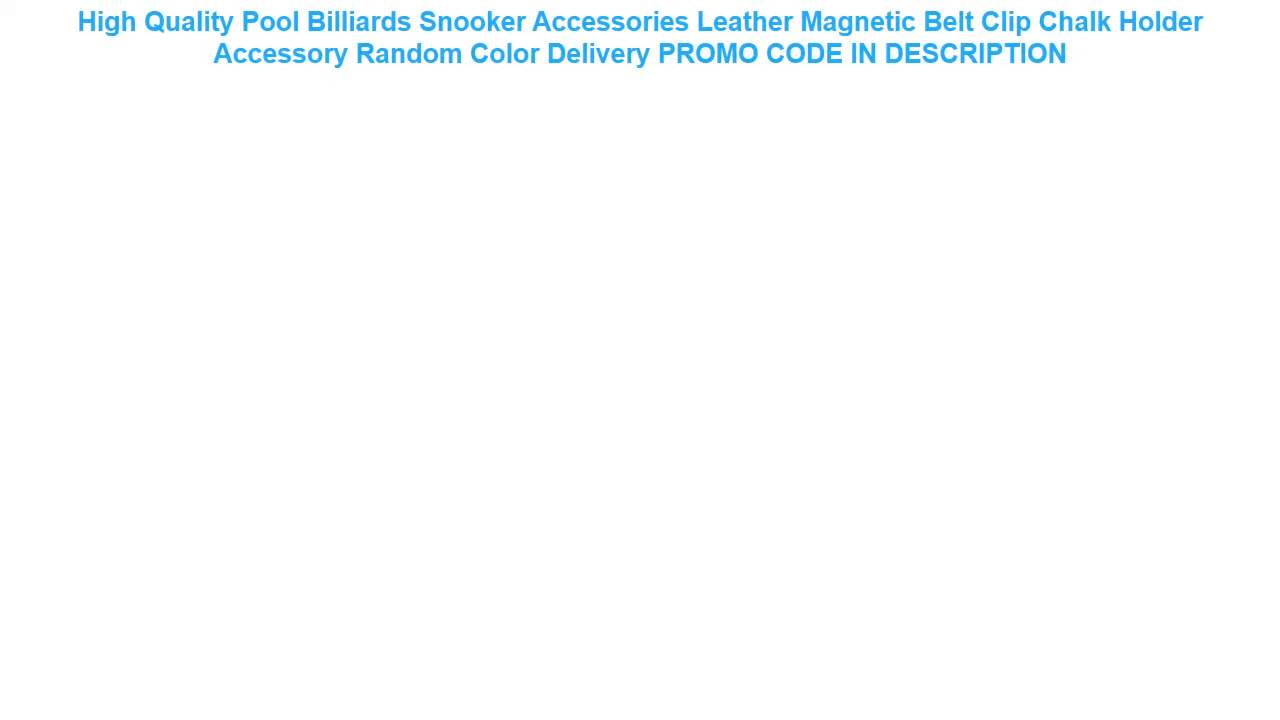 High Quality Pool Billiards Snooker Accessories Leather Magnetic Belt Clip Chalk Holder
Accessory Random Color Delivery PROMO CODE IN DESCRIPTION